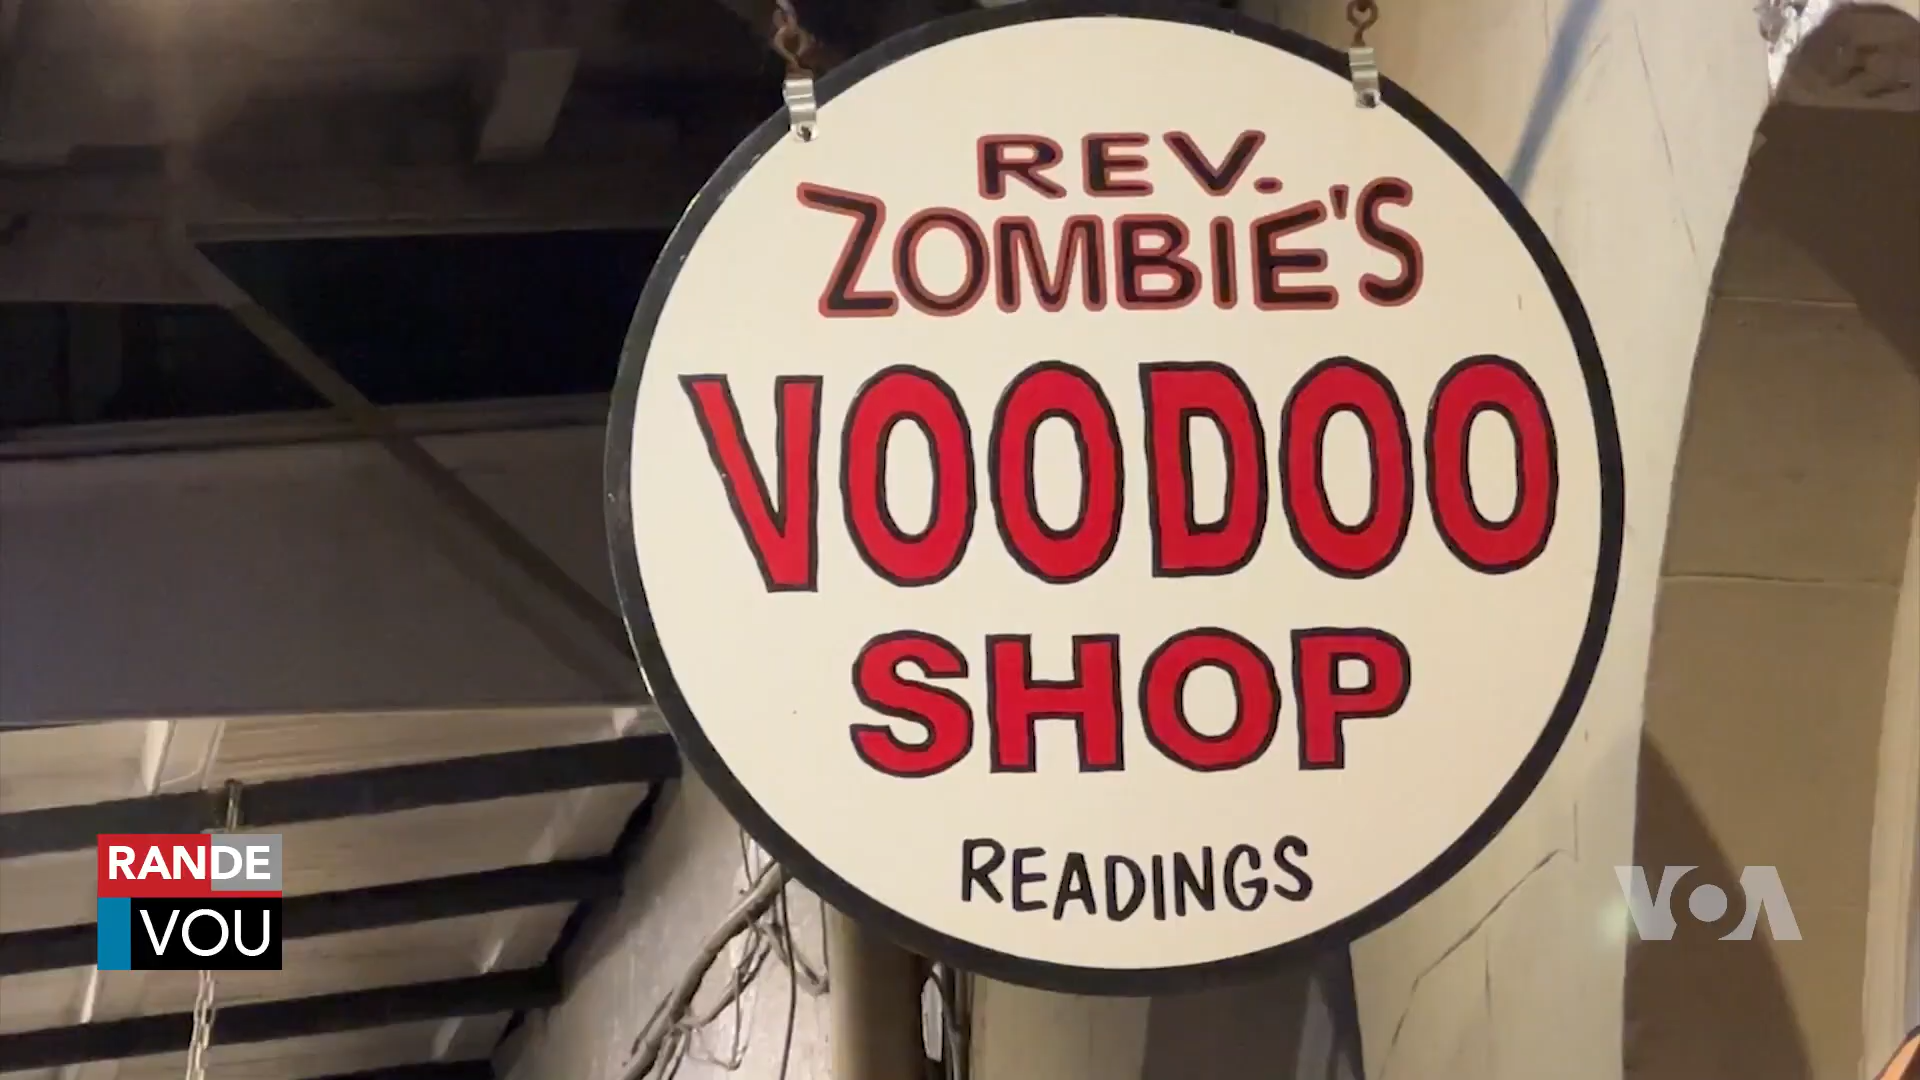 REV.
ZOMBIE'S
VOODOO
SHOP
READINGS
RANDE
VOU
VOA